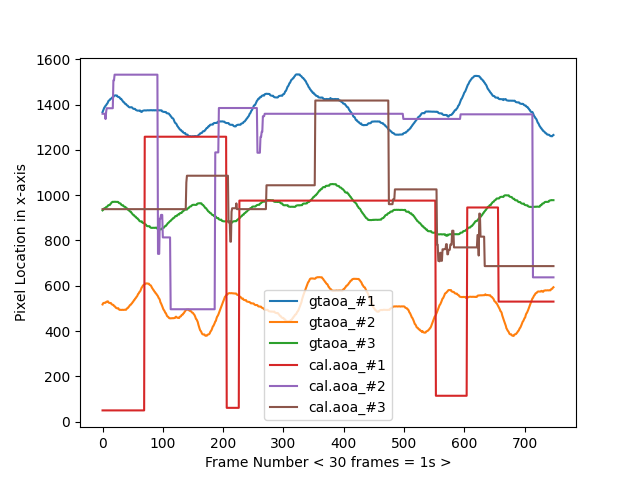 1600
1400
1200
1000
800
600
400
200
0
Pixel Location in x-axis
gtaoa_#1
gtaoa_#2
gtaoa_#3
cal.aoa_#1
cal.aoa_#2
cal.aoa_#3
0 100 200 300 400 500 600 700
Frame Number < 30 frames = 1s >